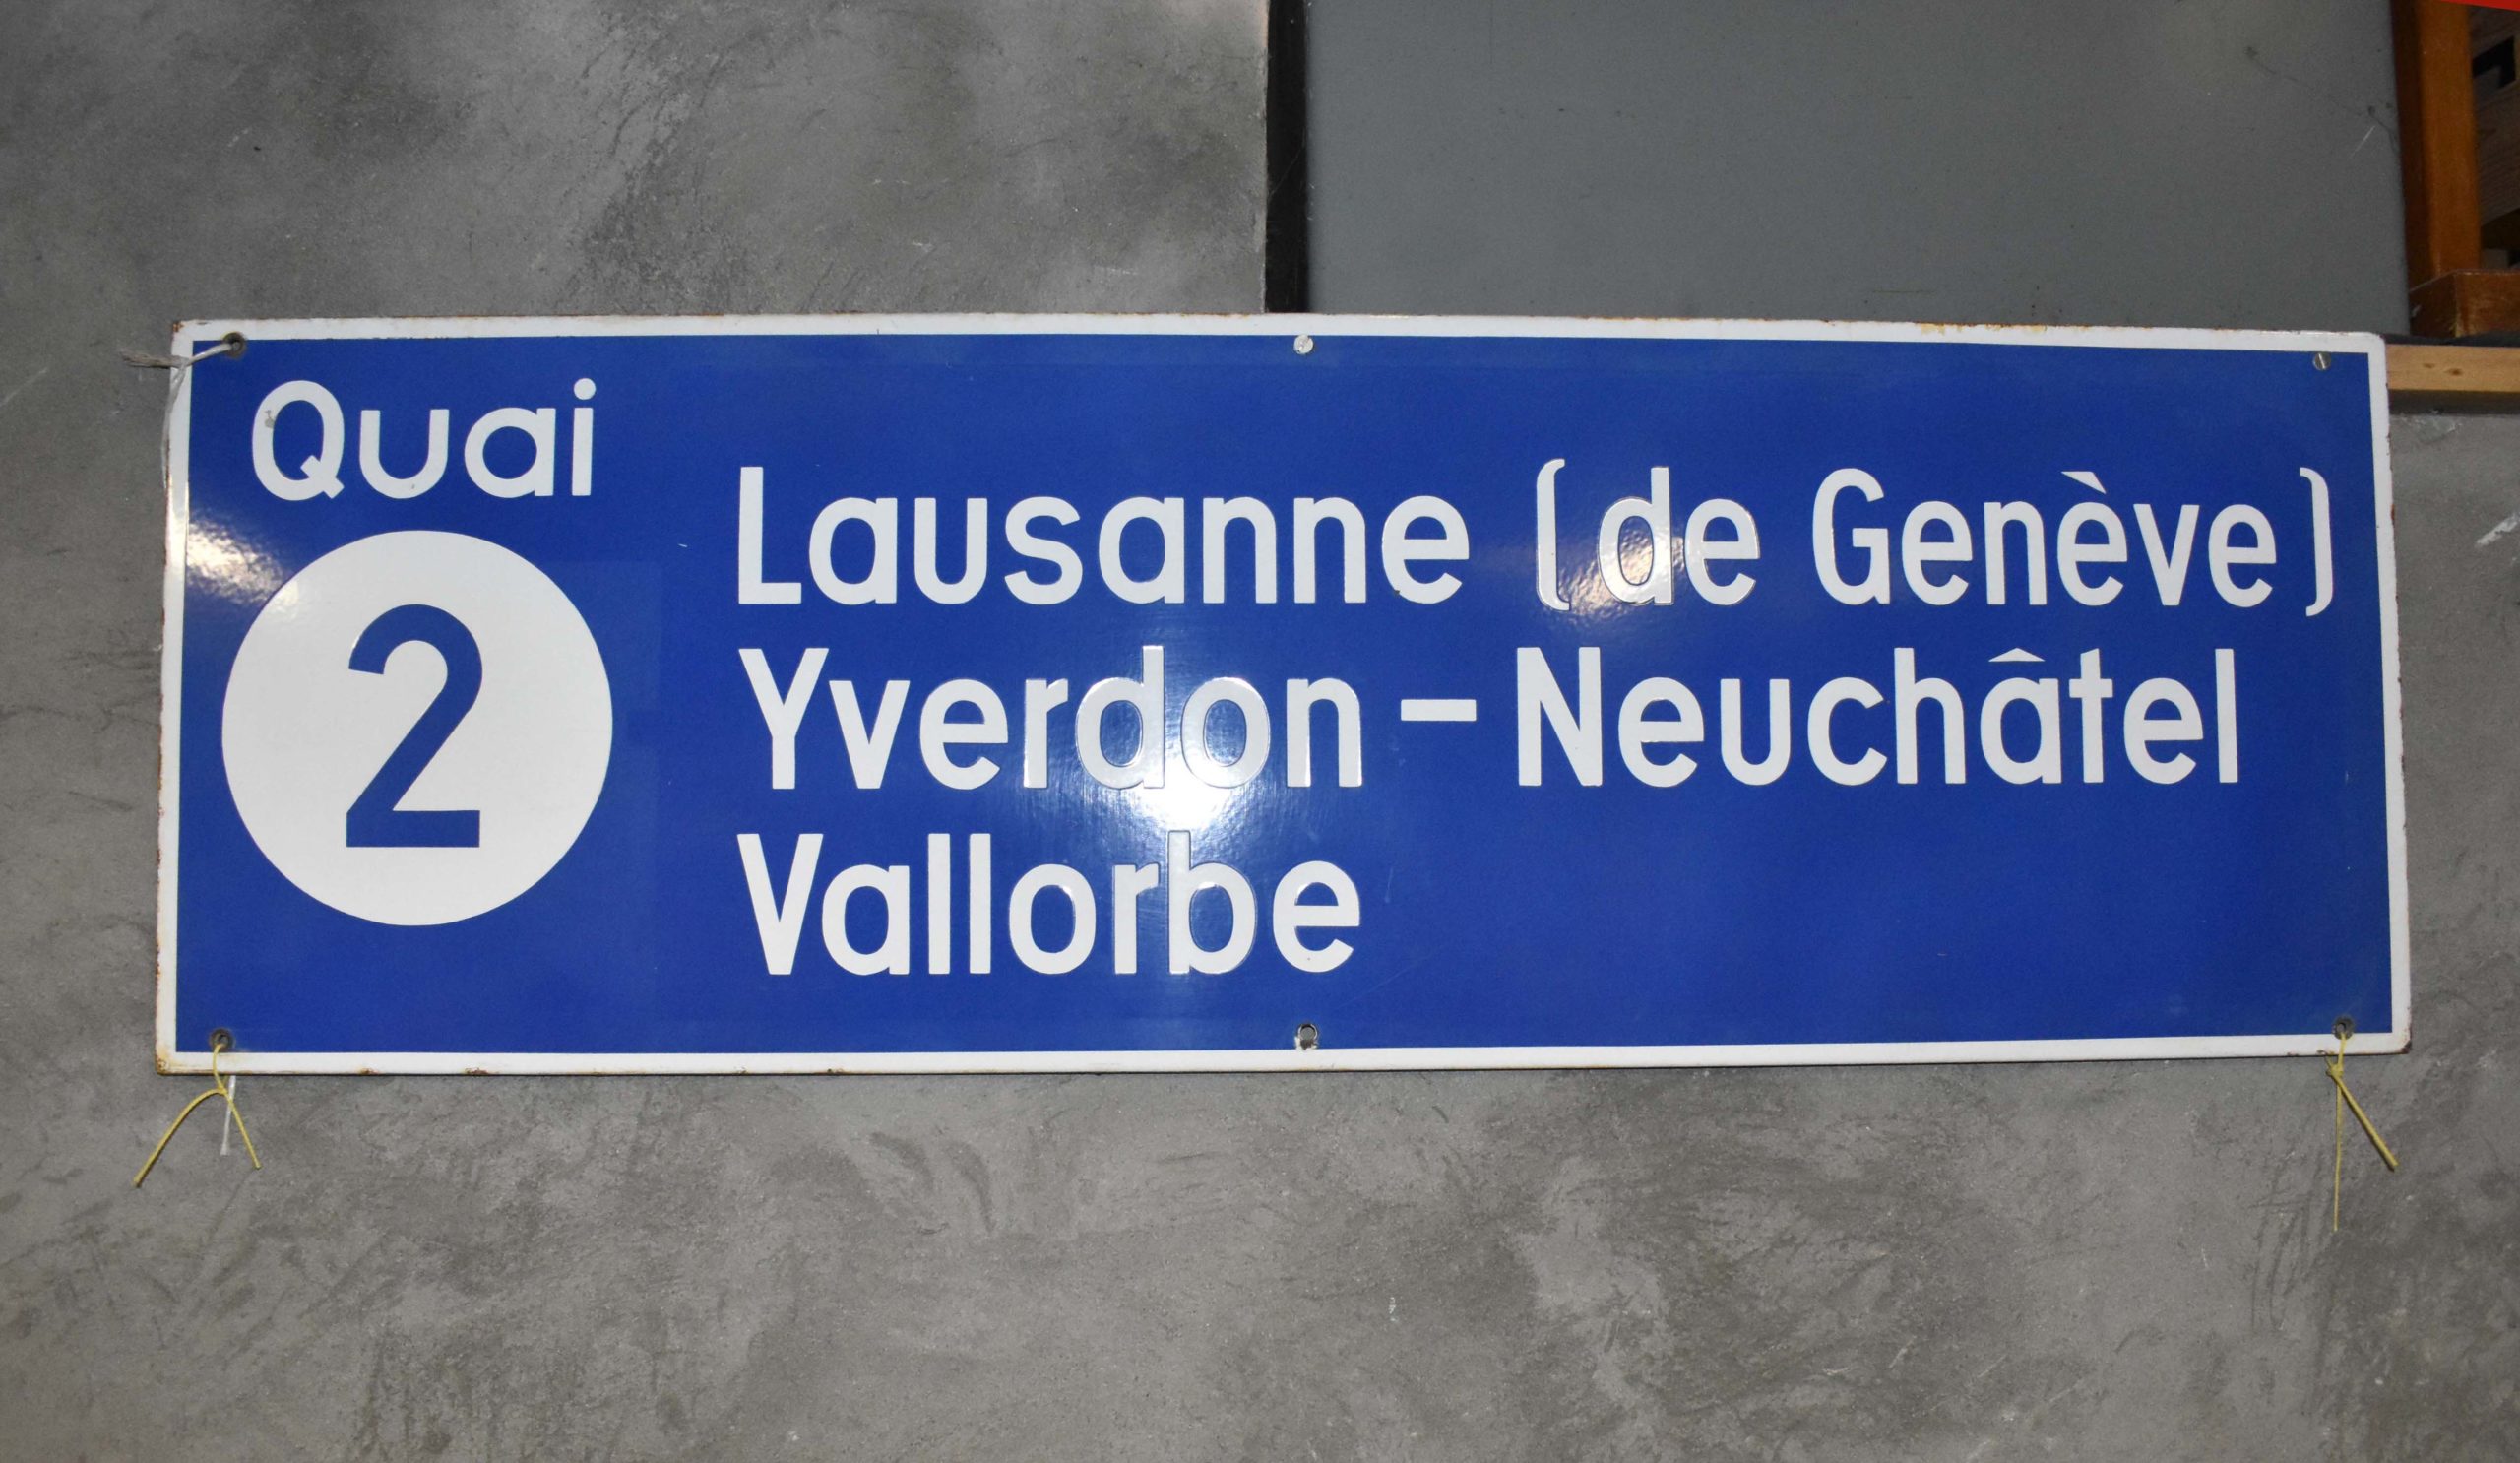 Quai
2
Lausanne (de Genève)
Yverdon - Neuchâtel
Vallorbe